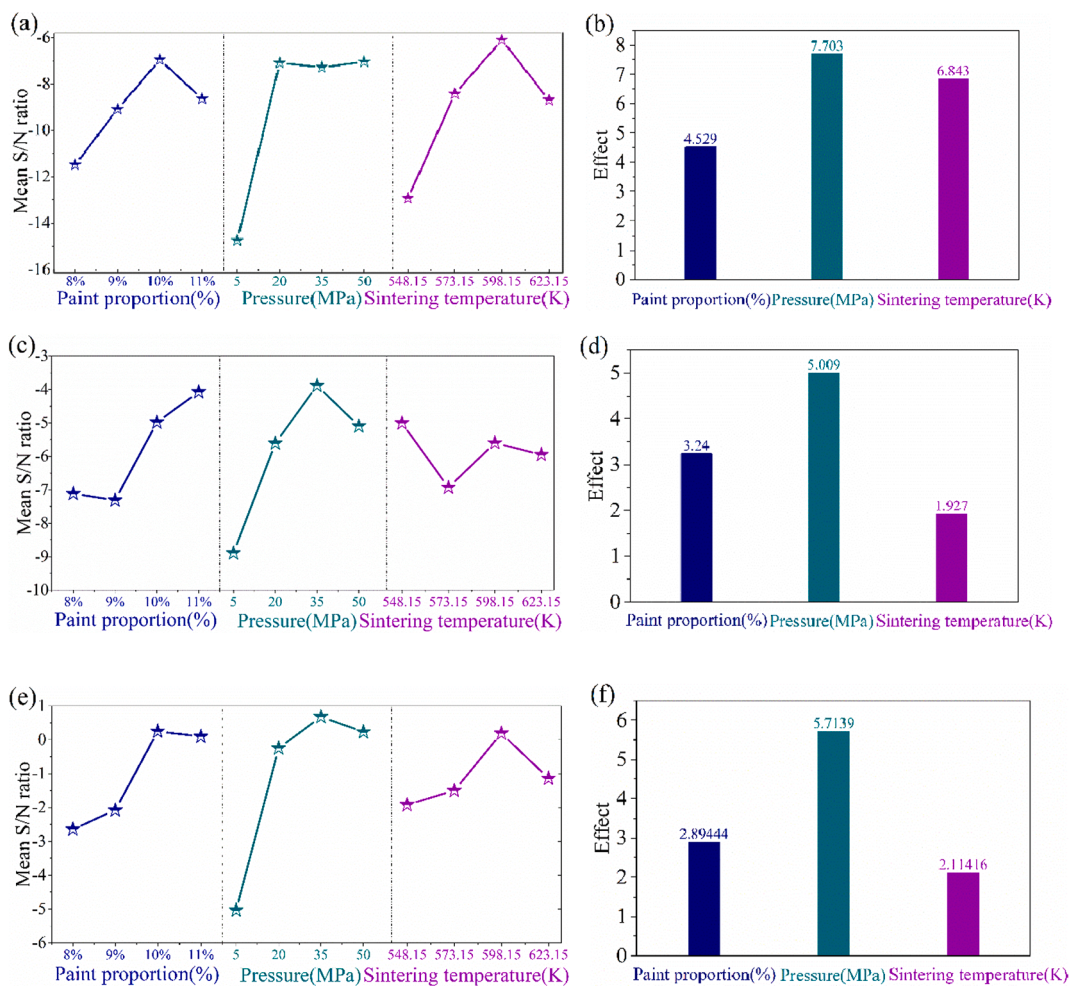 (a)
Mean S/N ratio
-6
-8
-10
-12
-14
-16
8% 9% 10% 11% 5 20 35 50 548.15 573.15 598.15 623.15
Paint proportion(%) Pressure(MPa) Sintering temperature(K)
(b)
Effect
8
7
6
5
4
3
2
1
0
4.529 7.703 6.843
Paint proportion(%) Pressure(MPa) Sintering temperature(K)
(c)
Mean S/N ratio
-3
-4
-5
-6
-7
-8
-9
-10
8% 9% 10% 11% 5 20 35 50 548.15 573.15 598.15 623.15
Paint proportion(%) Pressure(MPa) Sintering temperature(K)
(d)
Effect
5
4
3
2
1
0
3.24 5.009 1.927
Paint proportion(%) Pressure(MPa) Sintering temperature(K)
(e)
Mean S/N ratio
1
0
-1
-2
-3
-4
-5
-6
8% 9% 10% 11% 5 20 35 50 548.15 573.15 598.15 623.15
Paint proportion(%) Pressure(MPa) Sintering temperature(K)
(f)
Effect
6
5
4
3
2
1
0
2.89444 5.7139 2.11416
Paint proportion(%) Pressure(MPa) Sintering temperature(K)